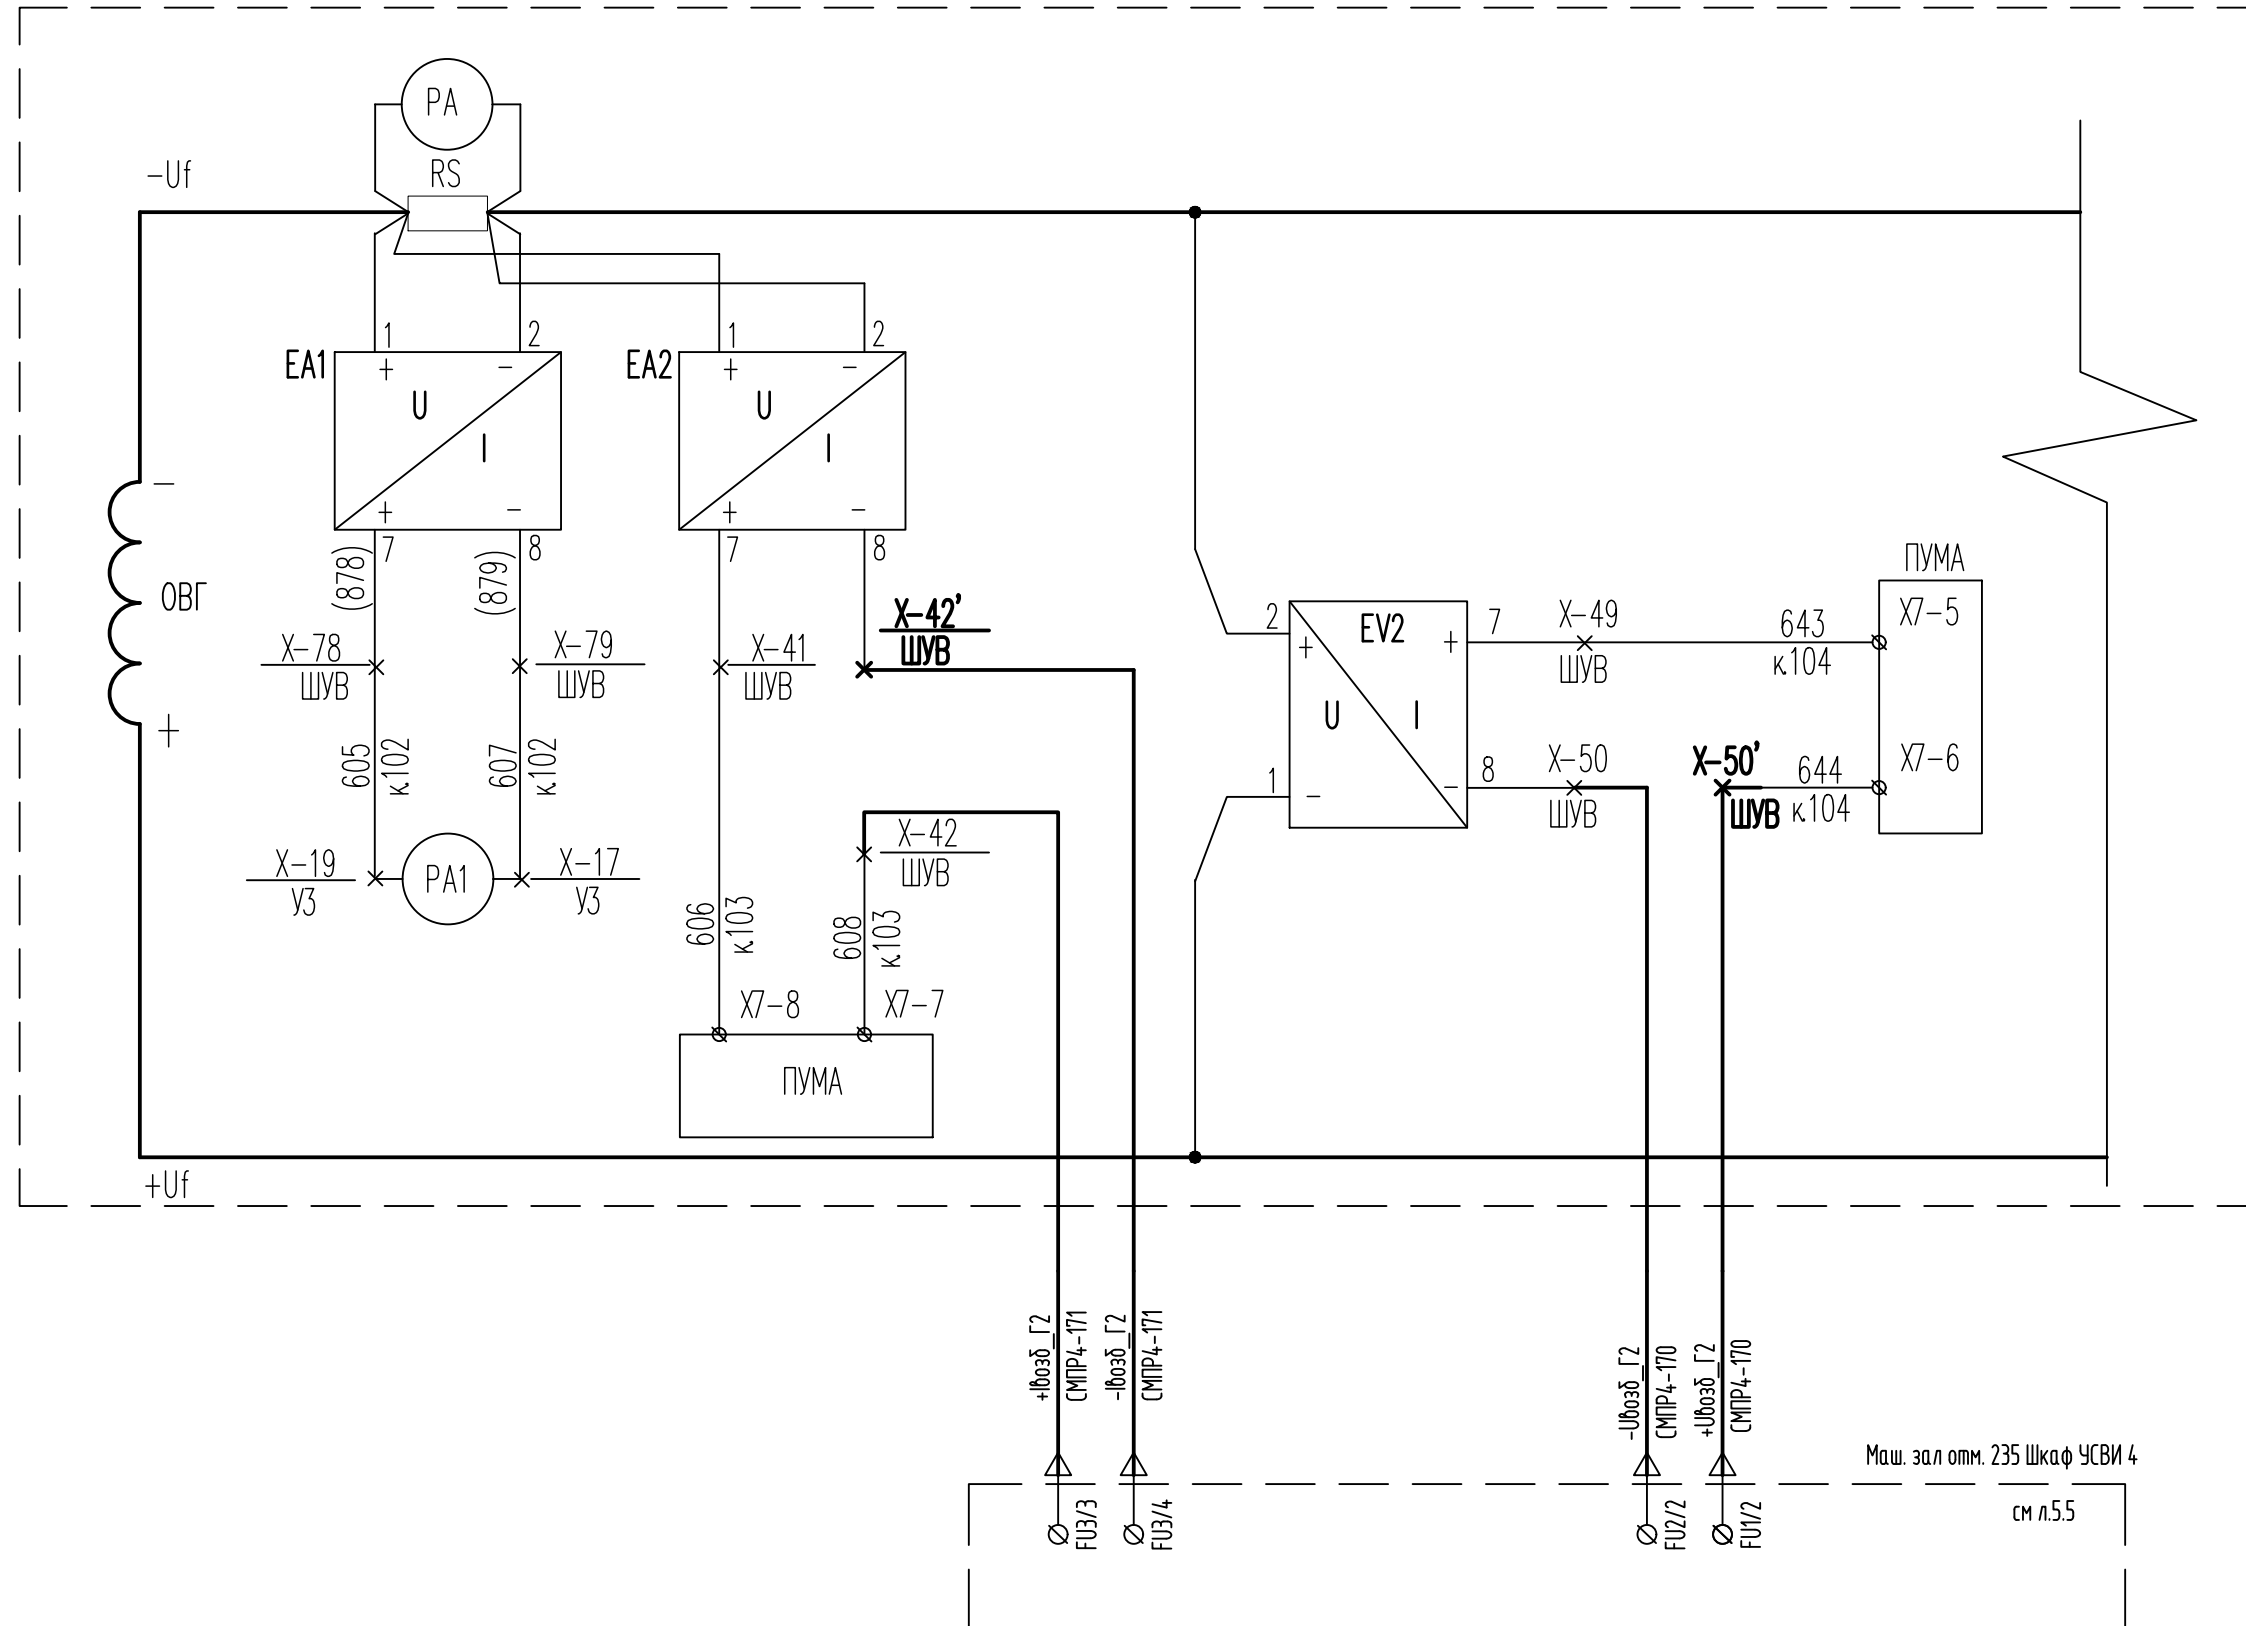 PA
RS
−Uf
1
2
1
2
EA1
+
−
EA2
+
−
U
I
U
I
+
−
+
−
−
7
8
7
8
(878)
(879)
ОВГ
+
X−78
ШУВ
X−79
ШУВ
X−41
ШУВ
X−42'
ШУВ
605
к.102
607
к.102
X−19
У3
PA1
X−17
У3
X−42
ШУВ
606
к.103
608
к.103
X7−8
X7−7
ПУМА
+Uf
2
EV2
7
+
+
U
I
1
−
−
8
X−49
ШУВ
643
к.104
ПУМА
X7−5
X−50
ШУВ
X−50'
ШУВ
644
к.104
X7−6
+Iвозб_Г2
СМПР4-171
-Iвозб_Г2
СМПР4-171
-Uвозб_Г2
СМПР4-170
+Uвозб_Г2
СМПР4-170
Маш. зал отм. 235 Шкаф УСВИ 4
см л.5.5
FU3/3
FU3/4
FU2/2
FU1/2